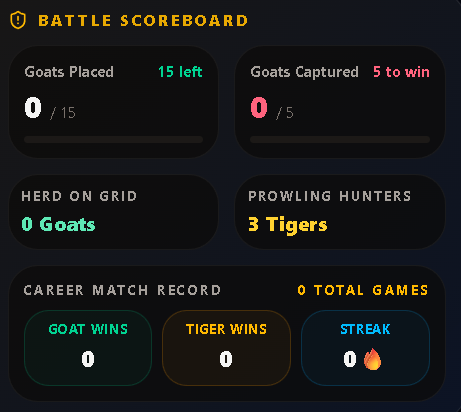 BATTLE SCOREBOARD
Goats Placed 15 left
0 / 15
Goats Captured 5 to win
0 / 5
HERD ON GRID
0 Goats
PROWLING HUNTERS
3 Tigers
CAREER MATCH RECORD 0 TOTAL GAMES
GOAT WINS
0
TIGER WINS
0
STREAK
0 🔥